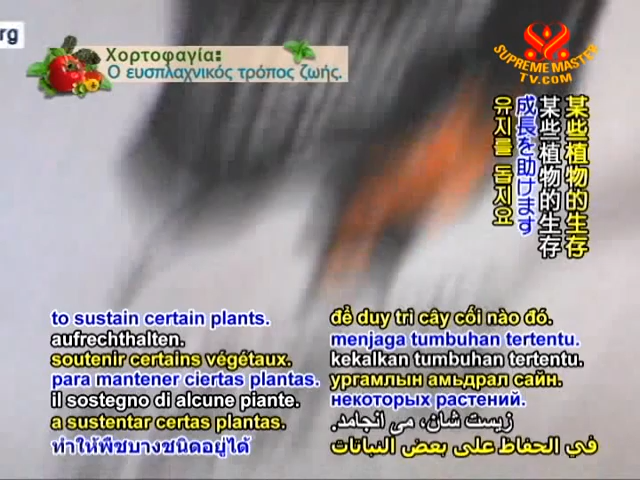 rg
Χορτοφαγία:
Ο ευσπλαχνικός τρόπος ζωής.
SUPREME MASTER
TV.COM
某些植物的生存
某些植物的生存
成長を助けます
유지를 돕지요
to sustain certain plants.
aufrechthalten.
soutenir certains végétaux.
para mantener ciertas plantas.
il sostegno di alcune piante.
a sustentar certas plantas.
ทำให้พืชบางชนิดอยู่ได้
để duy trì cây cối nào đó.
menjaga tumbuhan tertentu.
kekalkan tumbuhan tertentu.
ургамлын амьдрал сайн.
некоторых растений.
زیست شان، می انجامد.
في الحفاظ على بعض النباتات